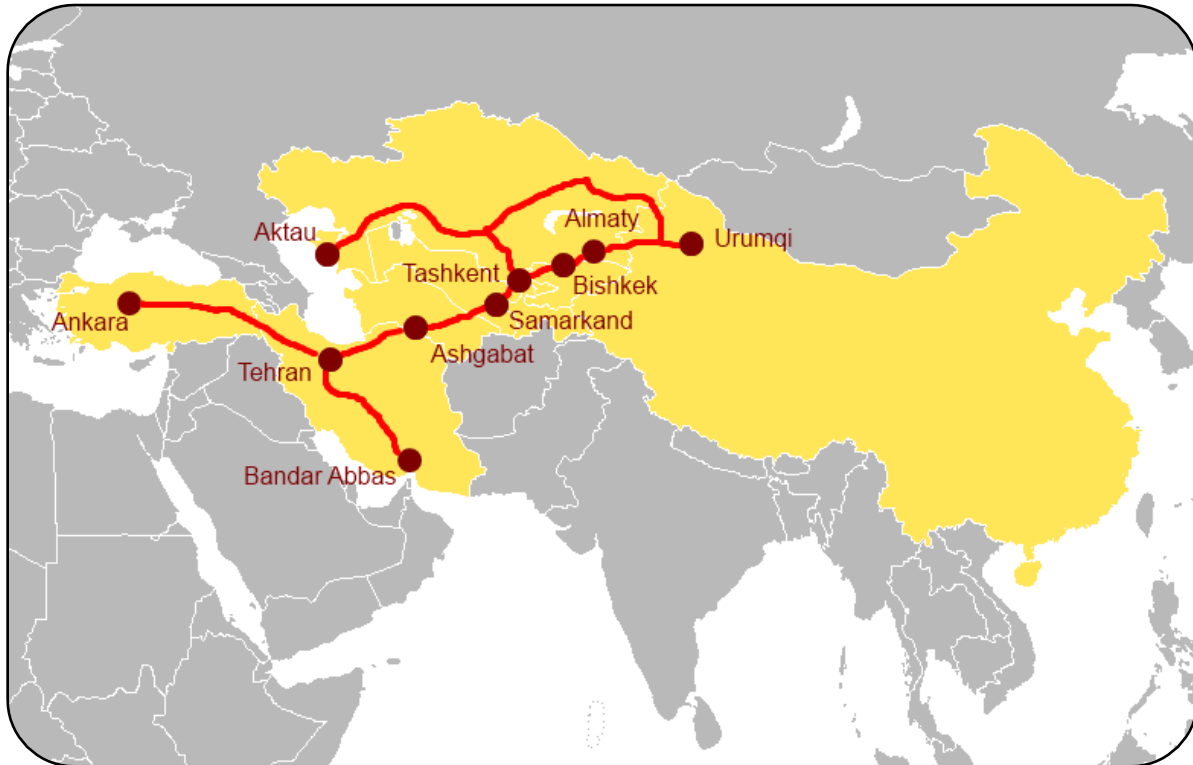 Almaty
Aktau
Urumqi
Tashkent
Bishkek
Ankara
Samarkand
Ashgabat
Tehran
Bandar Abbas